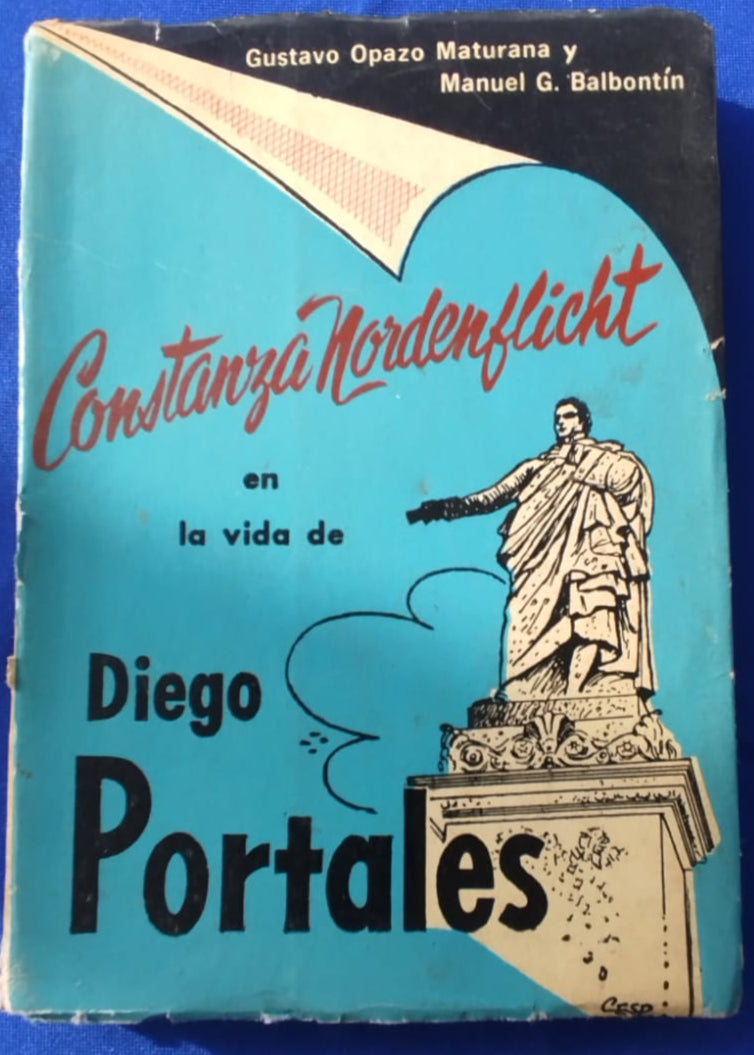 Gustavo Opazo Maturana y
Manuel G. Balbontín
Constanza Nordenflicht
en
la vida de
Diego
Portales
CESP